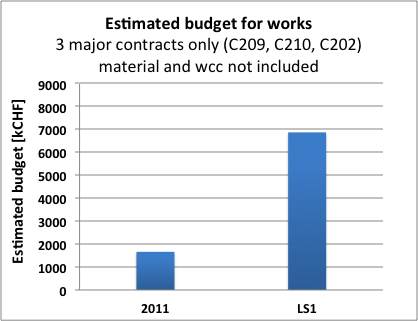 Estimated budget for works
3 major contracts only (C209, C210, C202)
material and wcc not included
Estimated budget [kCHF]
9000
8000
7000
6000
5000
4000
3000
2000
1000
0
2011 LS1